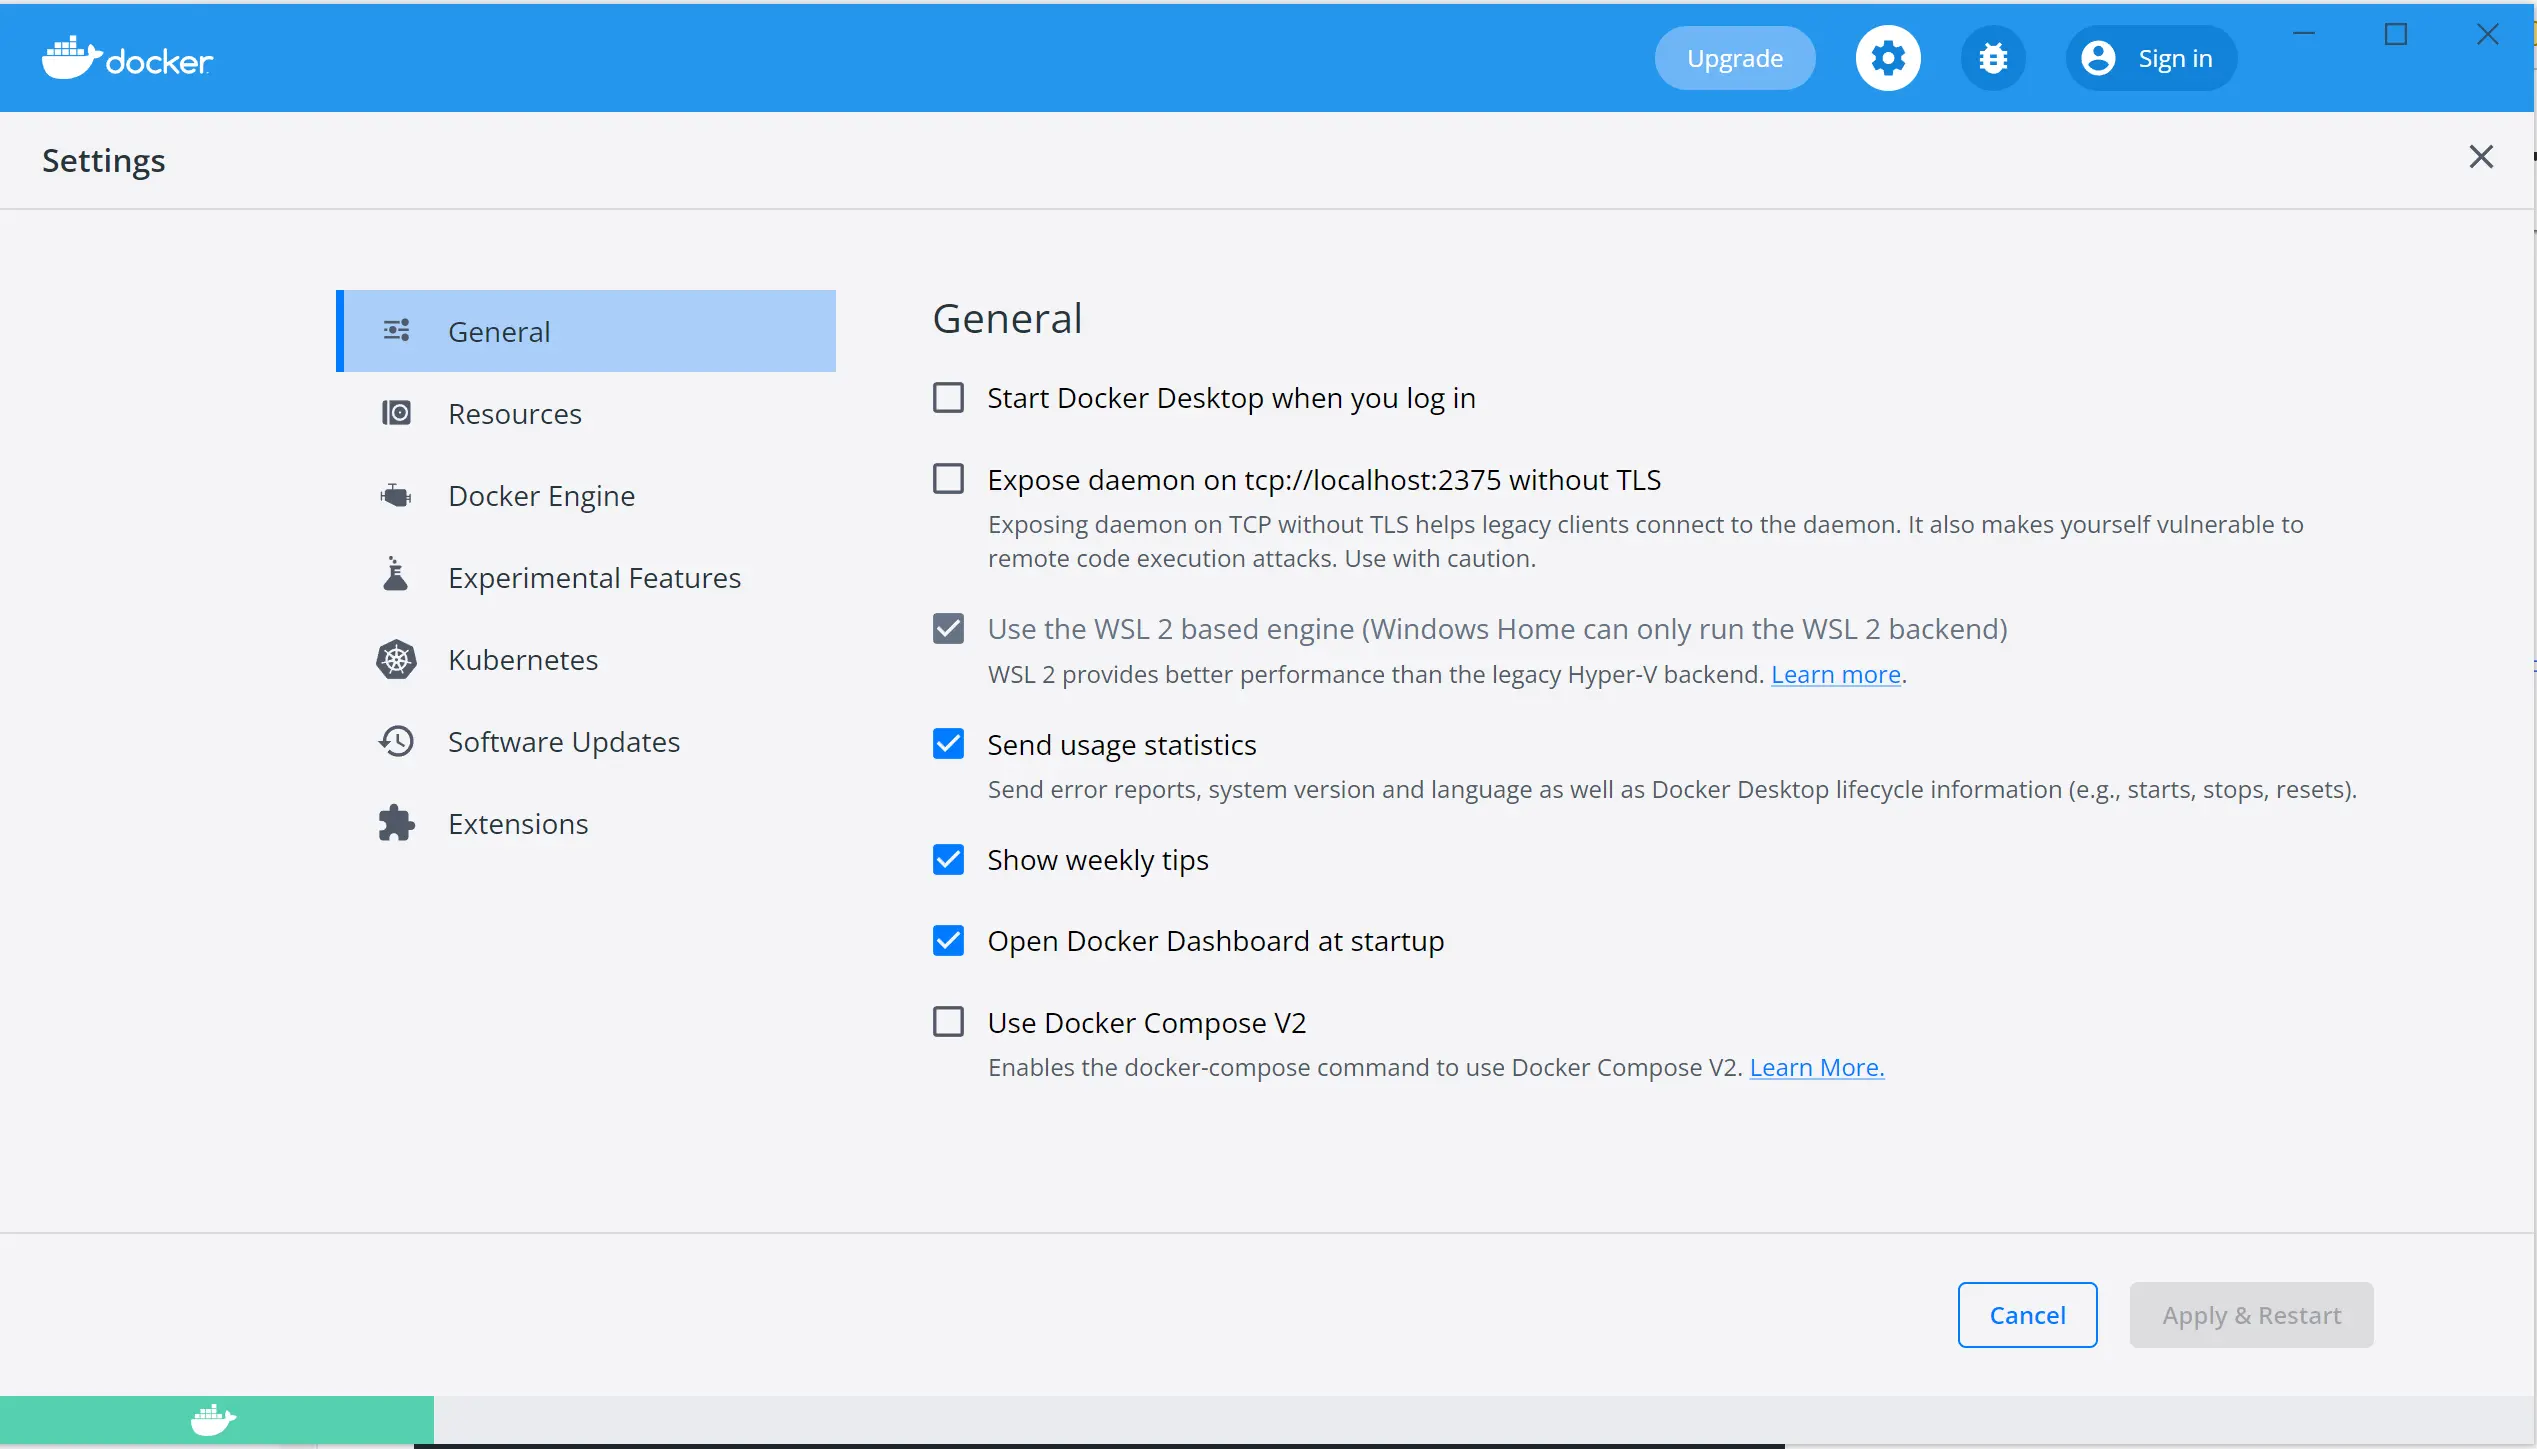 docker
Upgrade
Sign in
Settings
General
Resources
Docker Engine
Experimental Features
Kubernetes
Software Updates
Extensions
General
Start Docker Desktop when you log in
Expose daemon on tcp://localhost:2375 without TLS
Exposing daemon on TCP without TLS helps legacy clients connect to the daemon. It also makes yourself vulnerable to
remote code execution attacks. Use with caution.
Use the WSL 2 based engine (Windows Home can only run the WSL 2 backend)
WSL 2 provides better performance than the legacy Hyper-V backend. Learn more.
Send usage statistics
Send error reports, system version and language as well as Docker Desktop lifecycle information (e.g., starts, stops, resets).
Show weekly tips
Open Docker Dashboard at startup
Use Docker Compose V2
Enables the docker-compose command to use Docker Compose V2. Learn More.
Cancel
Apply & Restart